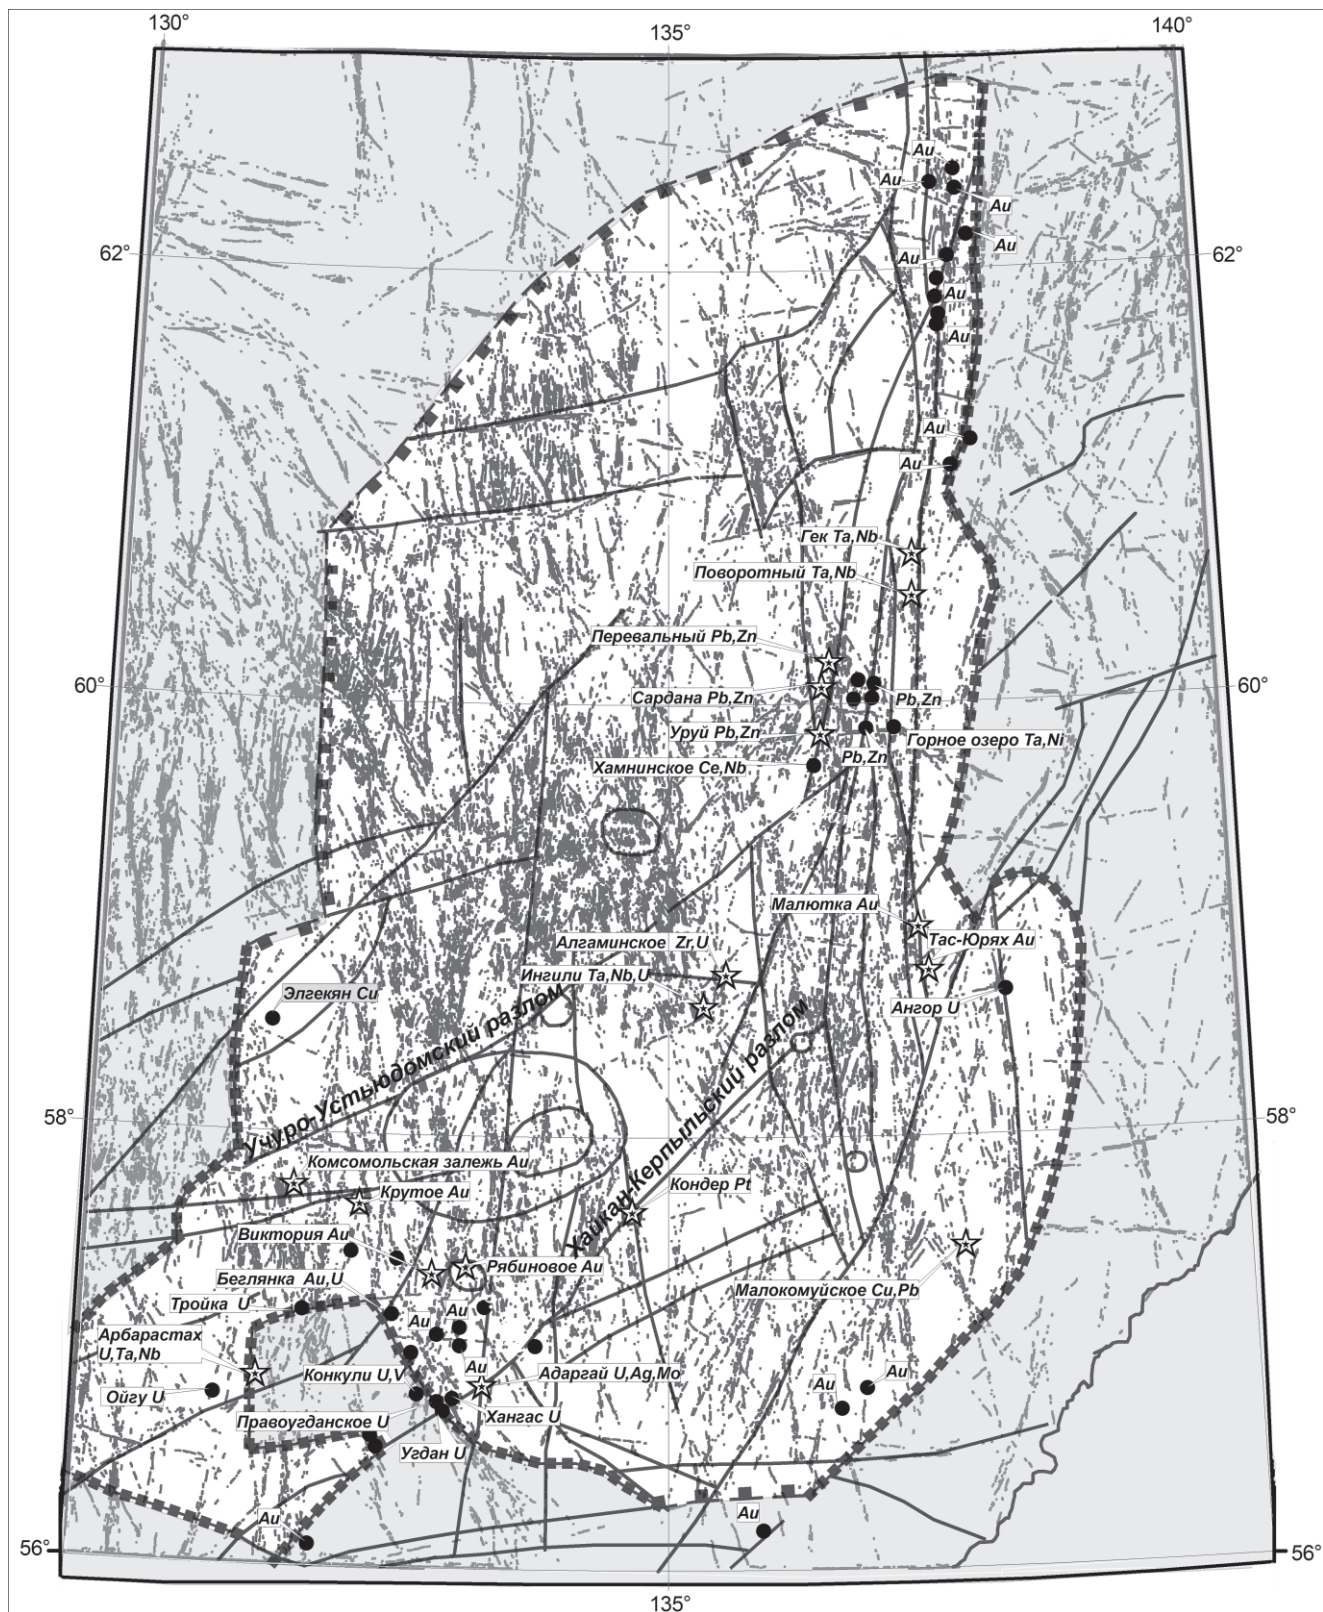 130°
135°
140°
Au
Au
Au
Au
62°
Au
62°
Au
Au
Au
Au
Гек Ta,Nb
Поворотный Ta,Nb
Перевальный Pb,Zn
60°
Сардана Pb,Zn
Pb,Zn
60°
Уруй Pb,Zn
Горное озеро Ta,Ni
Pb,Zn
Хамнинское Ce,Nb
Малютка Au
Тас-Юрях Au
Алгаминское Zr,U
Ингили Ta,Nb,U
Элгекян Cu
Ангор U
Учуро-Устьюдомский разлом
58°
58°
Хайкан-Керпыльский разлом
Комсомольская залежь Au
Крутое Au
Кондер Pt
Виктория Au
Рябиновое Au
Беглянка Au,U
Малокомуйское Cu,Pb
Тройка U
Au
Au
Арбарастах
U,Ta,Nb
Au
Конкули U,V
Адаргай U,Ag,Mo
Au
Au
Ойгу U
Правоугданское U
Хангас U
Угдан U
Au
Au
56°
56°
135°